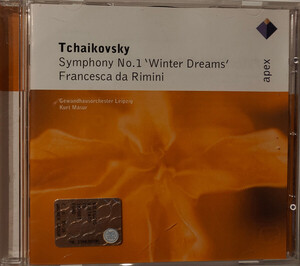 Tchaikovsky
Symphony No.1 'Winter Dreams'
Francesca da Rimini
Gewandhausorchester Leipzig
Kurt Masur
apex